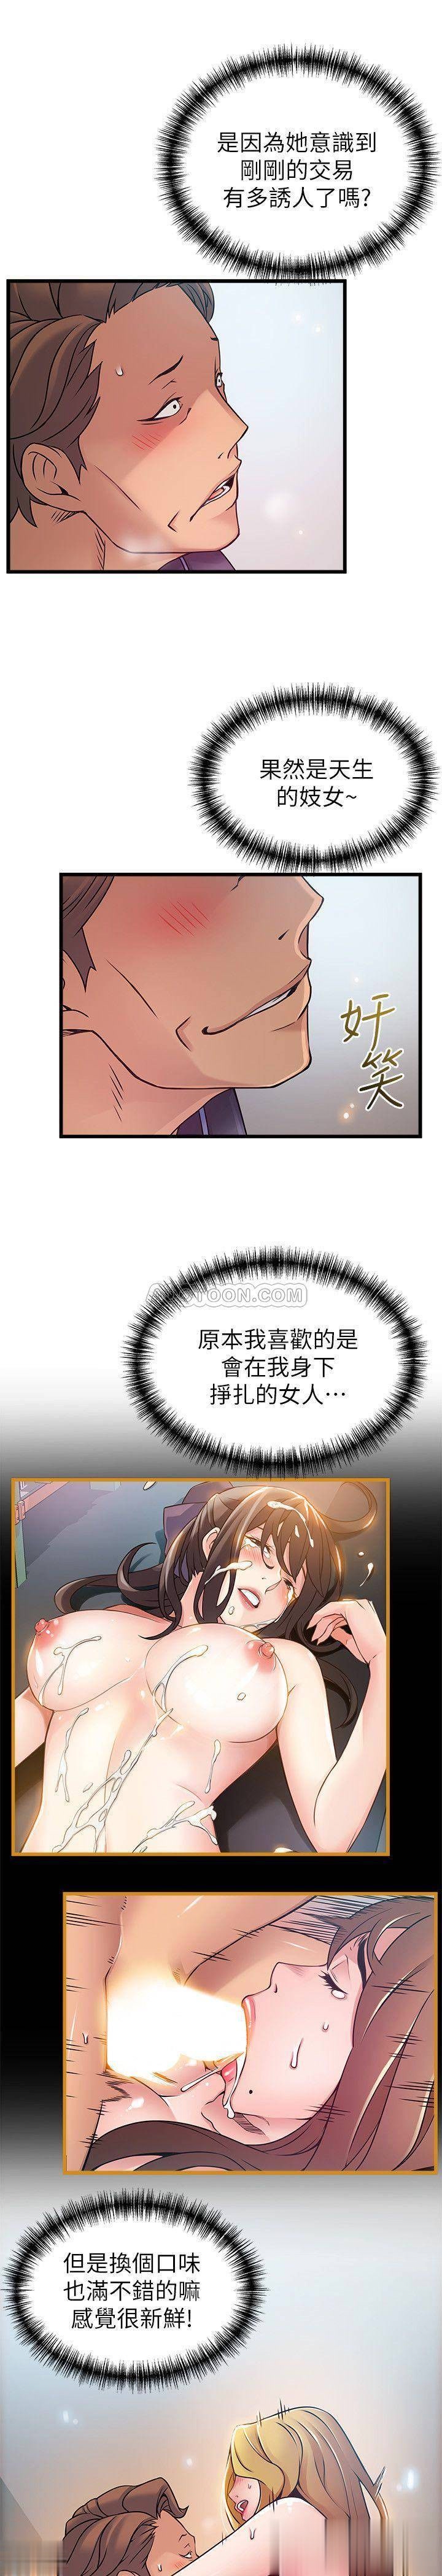 是因為她意識到
剛剛的交易
有多誘人了嗎?
果然是天生
的妓女~
奸
笑
TOON.COM
原本我喜歡的是
會在我身下
掙扎的女人…
但是換個口味
也滿不錯的嘛
感覺很新鮮!